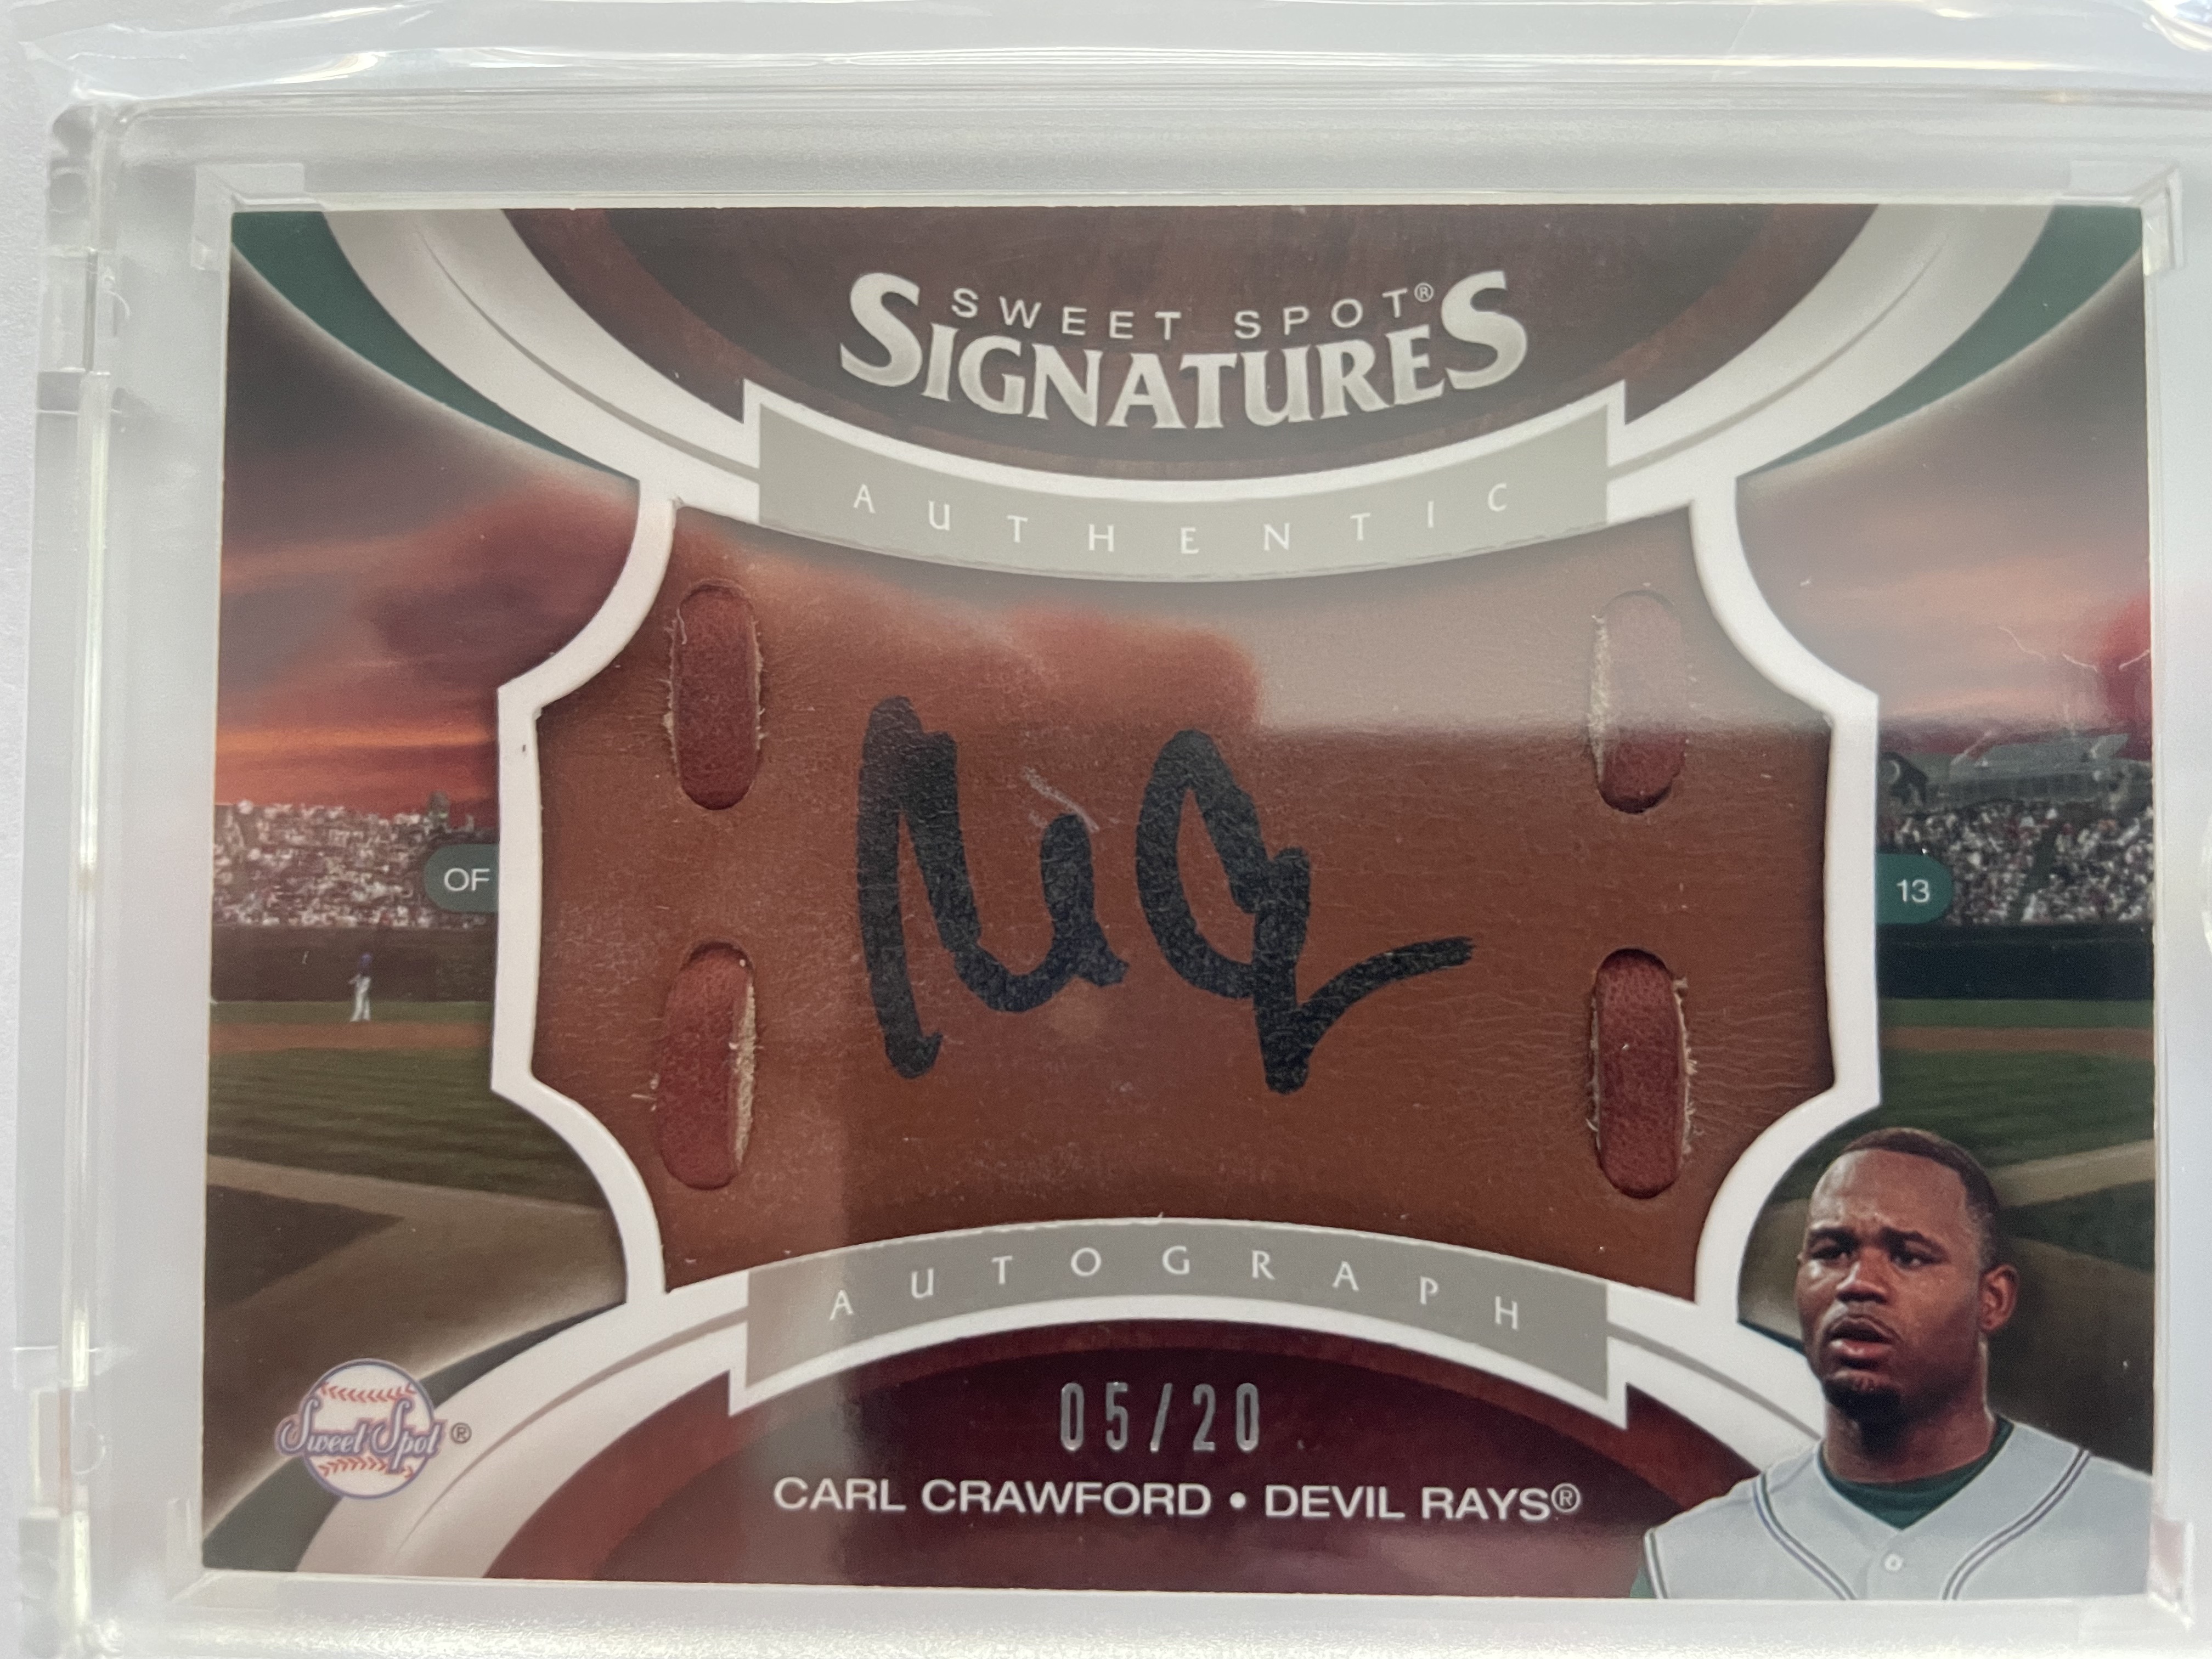 SWEET SPOT®
SIGNATURES
AUTHENTIC
OF
13
AUTOGRAPH
Sweet Spot®
05/20
CARL CRAWFORD • DEVIL RAYS®